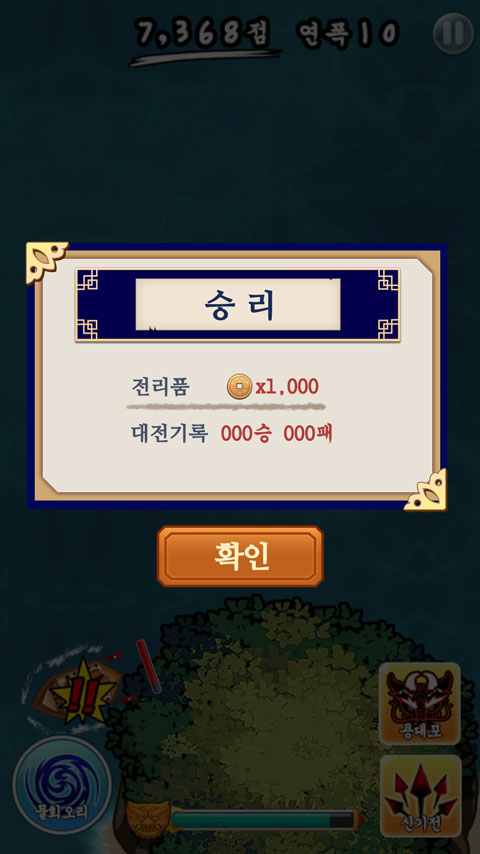 7,368점 연폭10
승리
전리품 x1,000
대전기록 000승 000패
확인
!!
용대포
물회오리
신기전